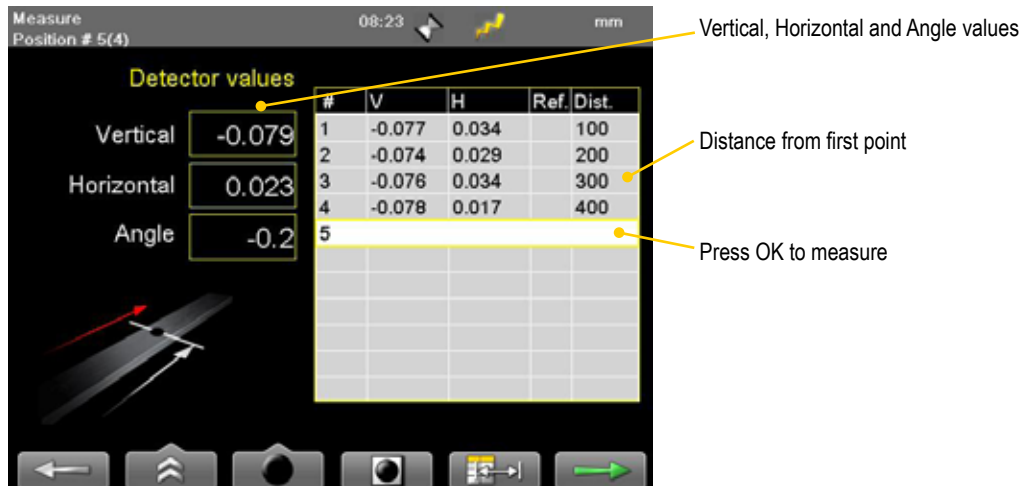 Measure 08:23 mm
Position # 5(4)
Vertical, Horizontal and Angle values
Detector values
# V H Ref. Dist.
Vertical -0.079
1 -0.077 0.034 100
2 -0.074 0.029 200
Distance from first point
Horizontal 0.023
3 -0.076 0.034 300
4 -0.078 0.017 400
Angle -0.2
5
Press OK to measure